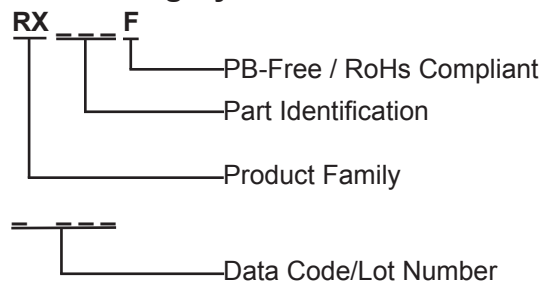 RX _ _ _ F
PB-Free / RoHs Compliant
Part Identification
Product Family
_ _ _ _
Data Code/Lot Number